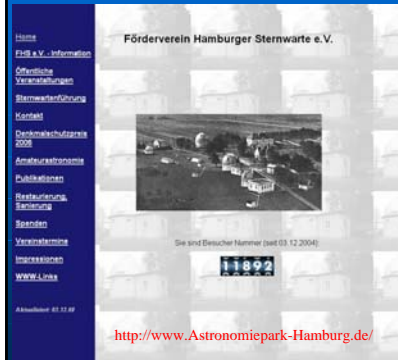 Home
FHS e.V. - Information
Öffentliche
Veranstaltungen
Sternwartenführung
Kontakt
Denkmalschutzpreis
2006
Amateurastronomie
Publikationen
Restaurierung,
Sanierung
Spenden
Vereinstermine
Impressionen
WWW-Links
Förderverein Hamburger Sternwarte e.V.
Sie sind Besucher Nummer (seit 03.12.2004):
11892
http://www.Astronomiepark-Hamburg.de/